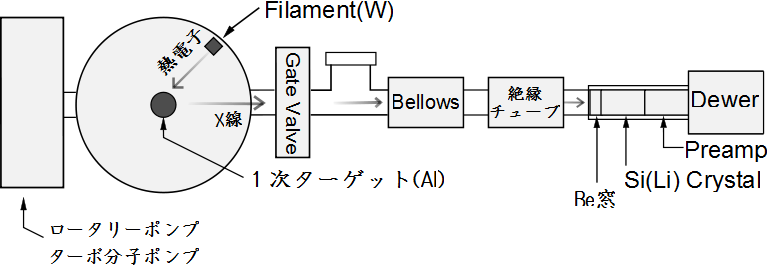 Filament(W)
熱電子
X線
Gate Valve
Bellows
絶縁
チューブ
Dewer
Preamp
Si(Li) Crystal
Be窓
1次ターゲット(Al)
ロータリーポンプ
ターボ分子ポンプ